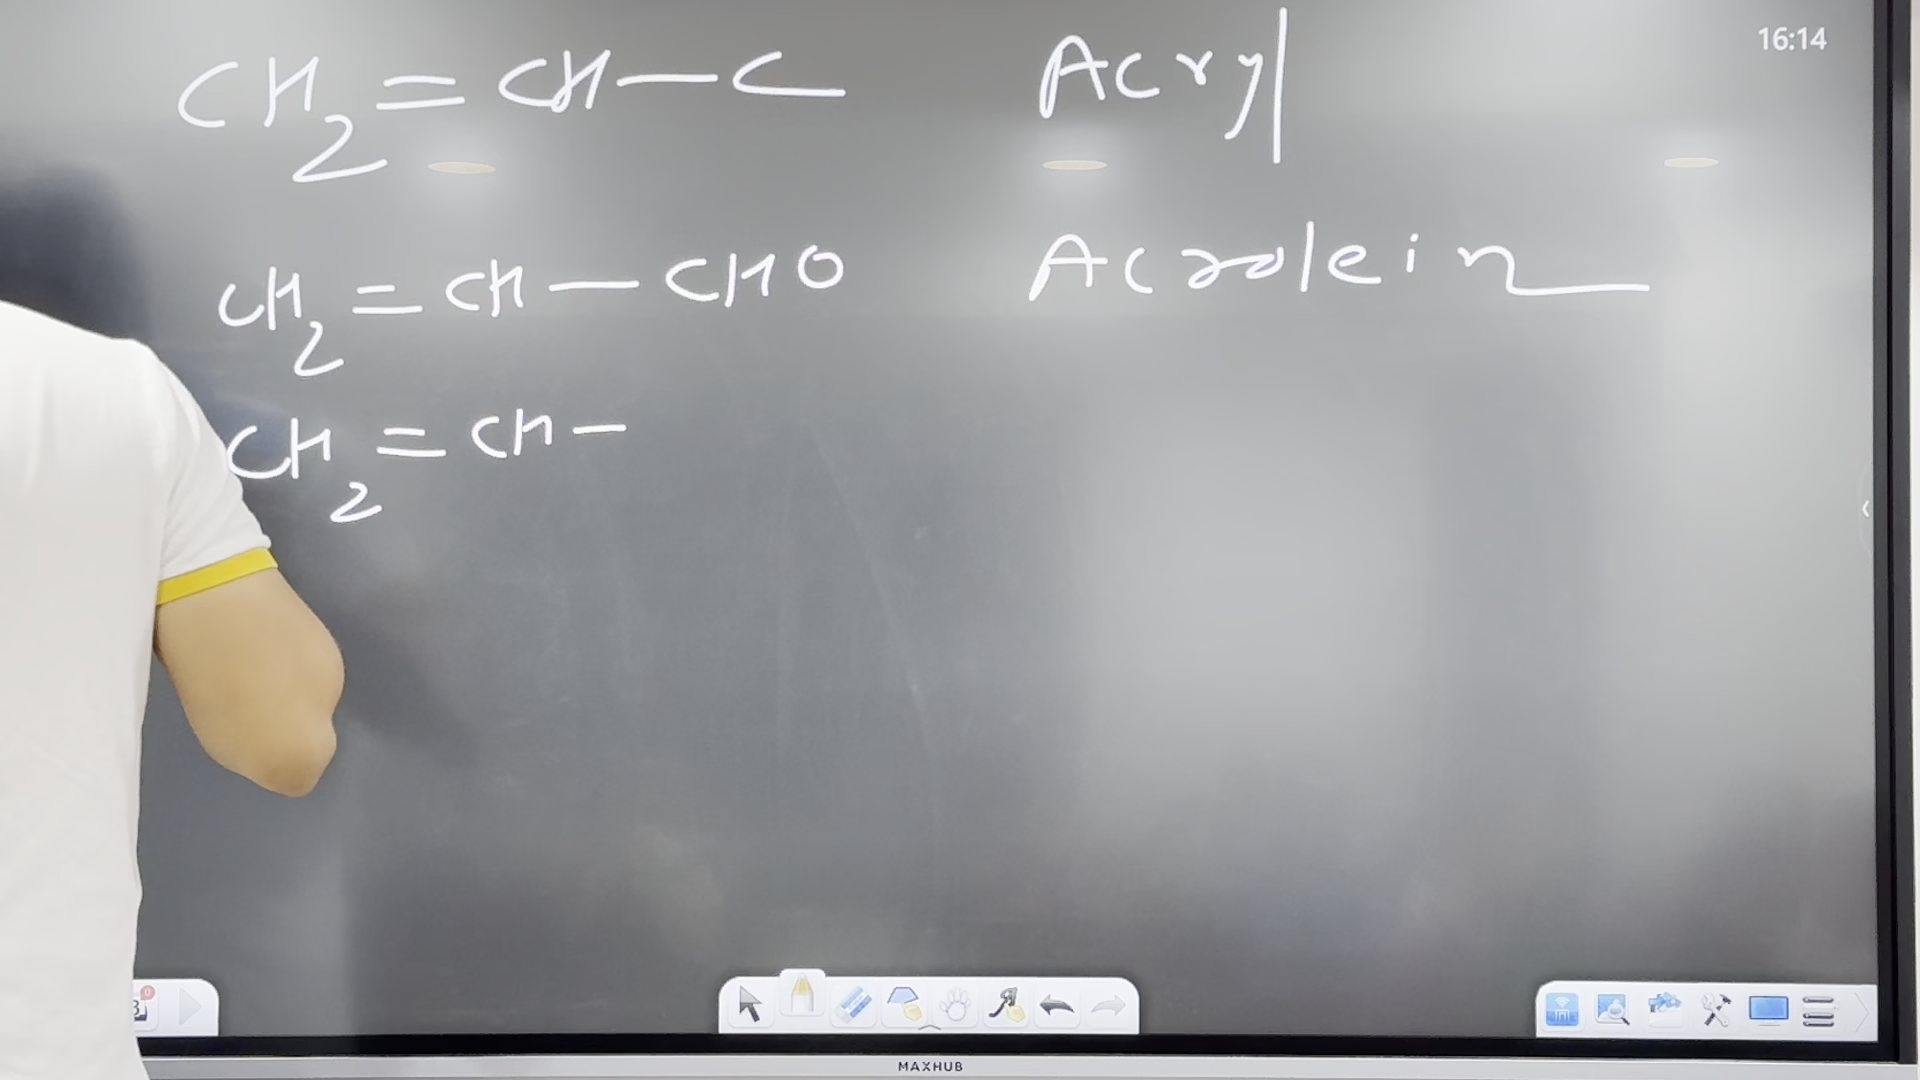 16:14
CH2=CH—C Acryl
CH2=CH—CHO Acrolein
CH2=CH—
MAXHUB